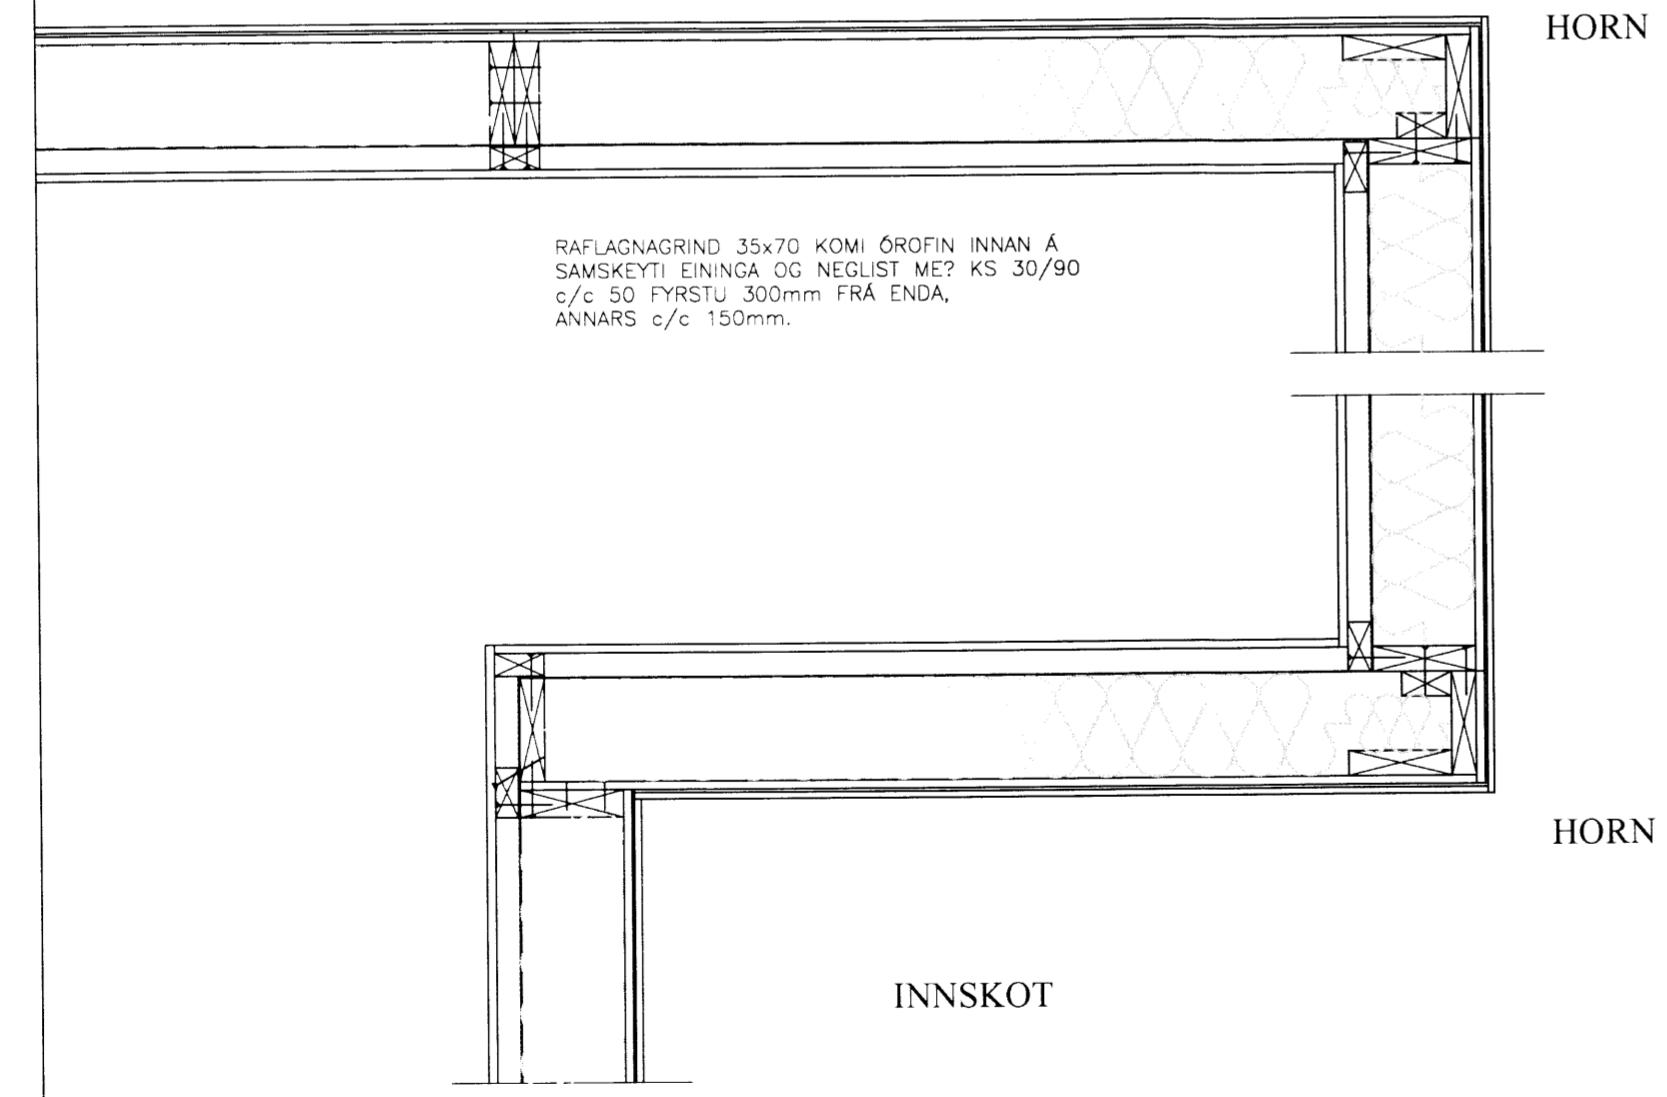 HORN
RAFLAGNAGRIND 35x70 KOMI ÓROFIN INNAN Á
SAMSKEYTI EININGA OG NEGLIST ME? KS 30/90
c/c 50 FYRSTU 300mm FRÁ ENDA,
ANNARS c/c 150mm.
HORN
INNSKOT